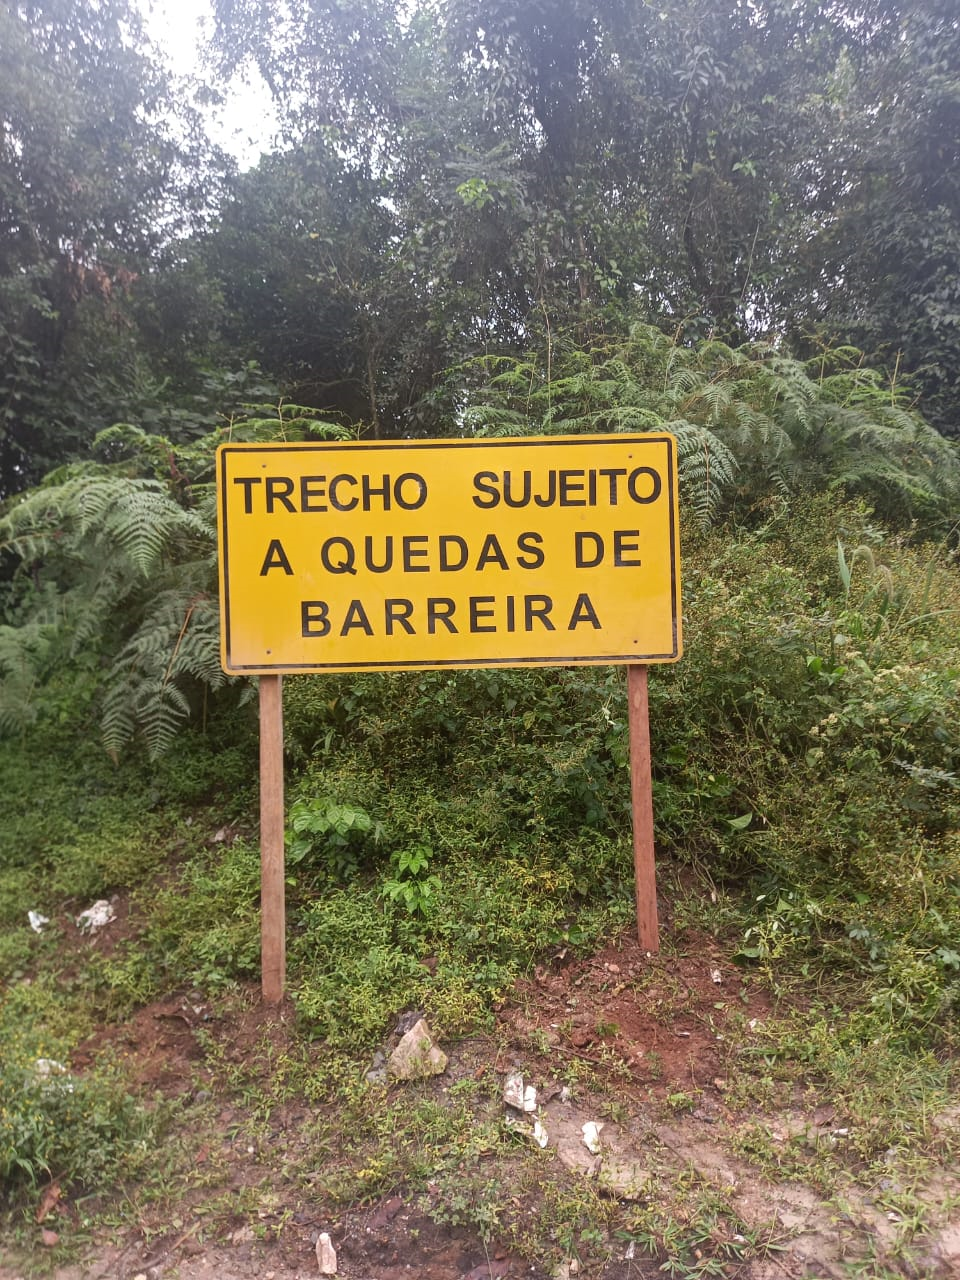 TRECHO SUJEITO
A QUEDAS DE
BARREIRA